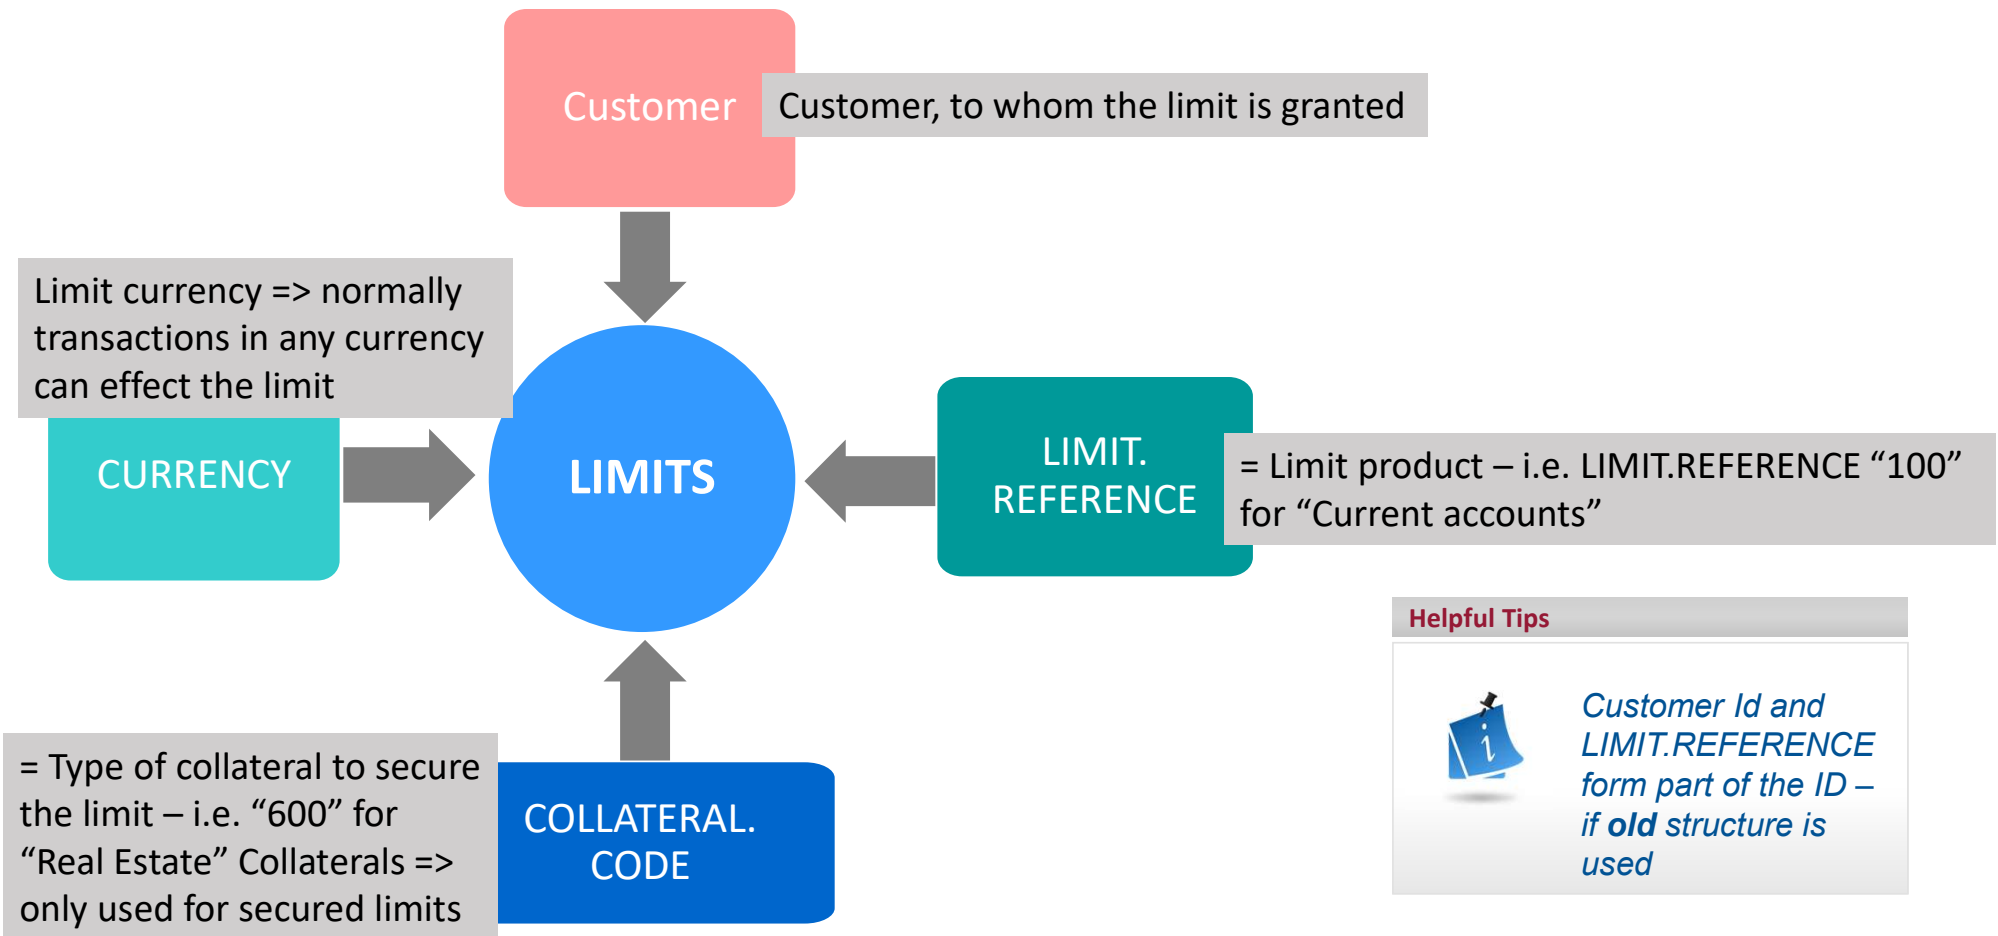 Customer
Customer, to whom the limit is granted
Limit currency => normally
transactions in any currency
can effect the limit
CURRENCY
LIMITS
LIMIT.
REFERENCE
= Limit product – i.e. LIMIT.REFERENCE “100”
for “Current accounts”
Helpful Tips
Customer Id and
LIMIT.REFERENCE
form part of the ID –
if old structure is
used
= Type of collateral to secure
the limit – i.e. “600” for
“Real Estate” Collaterals =>
only used for secured limits
COLLATERAL.
CODE